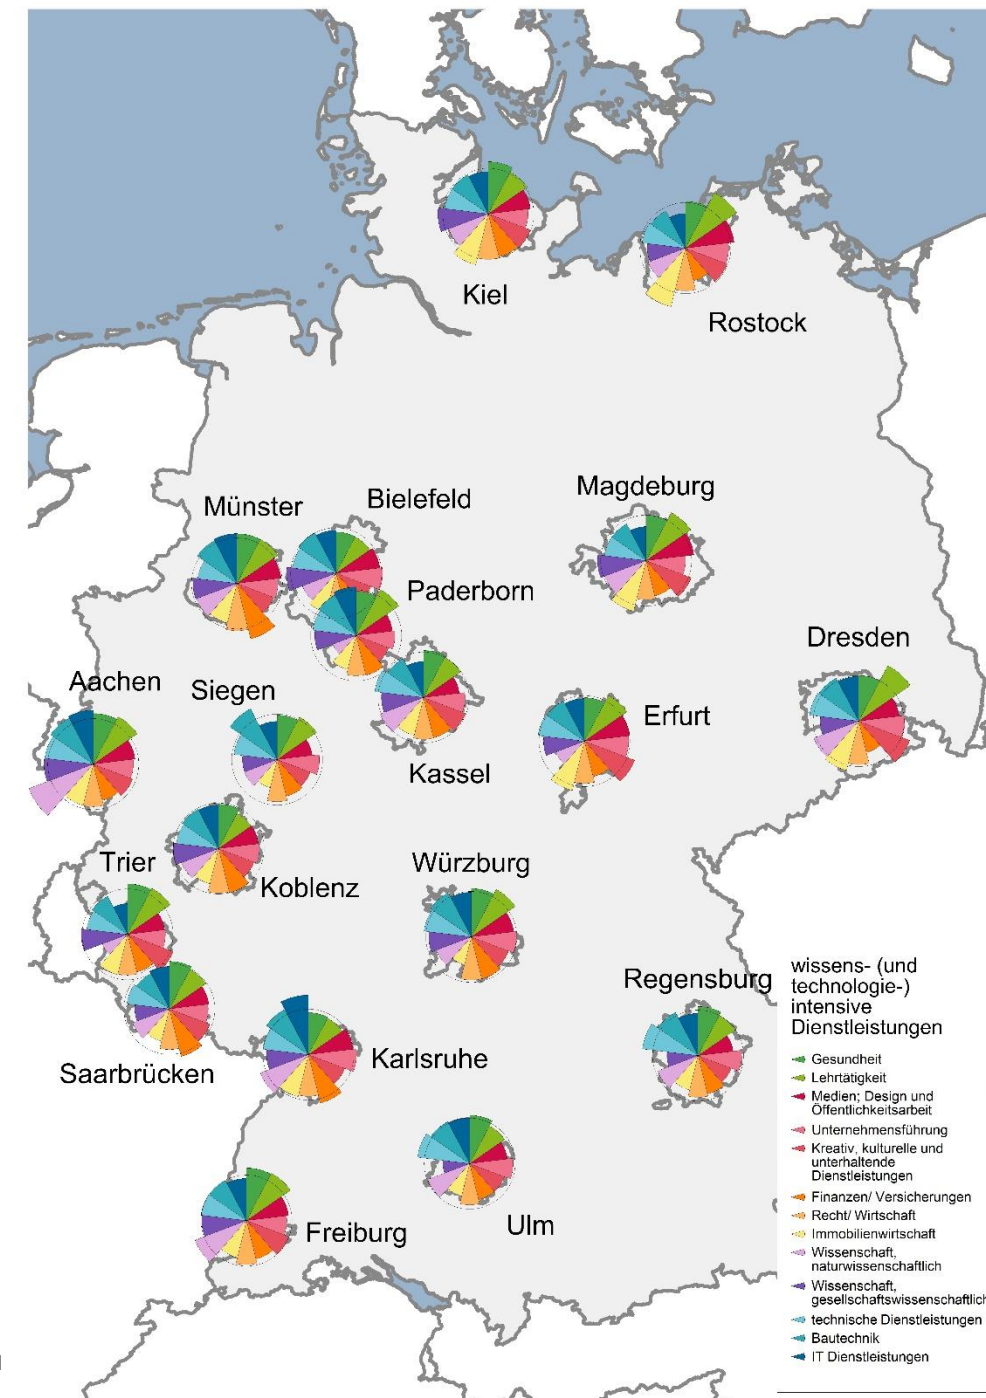 Kiel
Rostock
Magdeburg
Bielefeld
Münster
Paderborn
Dresden
Aachen
Siegen
Erfurt
Kassel
Trier
Würzburg
Koblenz
Regensburg
Karlsruhe
Saarbrücken
Ulm
Freiburg
wissens- (und
technologie-)
intensive
Dienstleistungen
Gesundheit
Lehrtätigkeit
Medien; Design und
Öffentlichkeitsarbeit
Unternehmensführung
Kreativ, kulturelle und
unterhaltende
Dienstleistungen
Finanzen/ Versicherungen
Recht/ Wirtschaft
Immobilienwirtschaft
Wissenschaft,
naturwissenschaftlich
Wissenschaft,
gesellschaftswissenschaftlich
technische Dienstleistungen
Bautechnik
IT Dienstleistungen